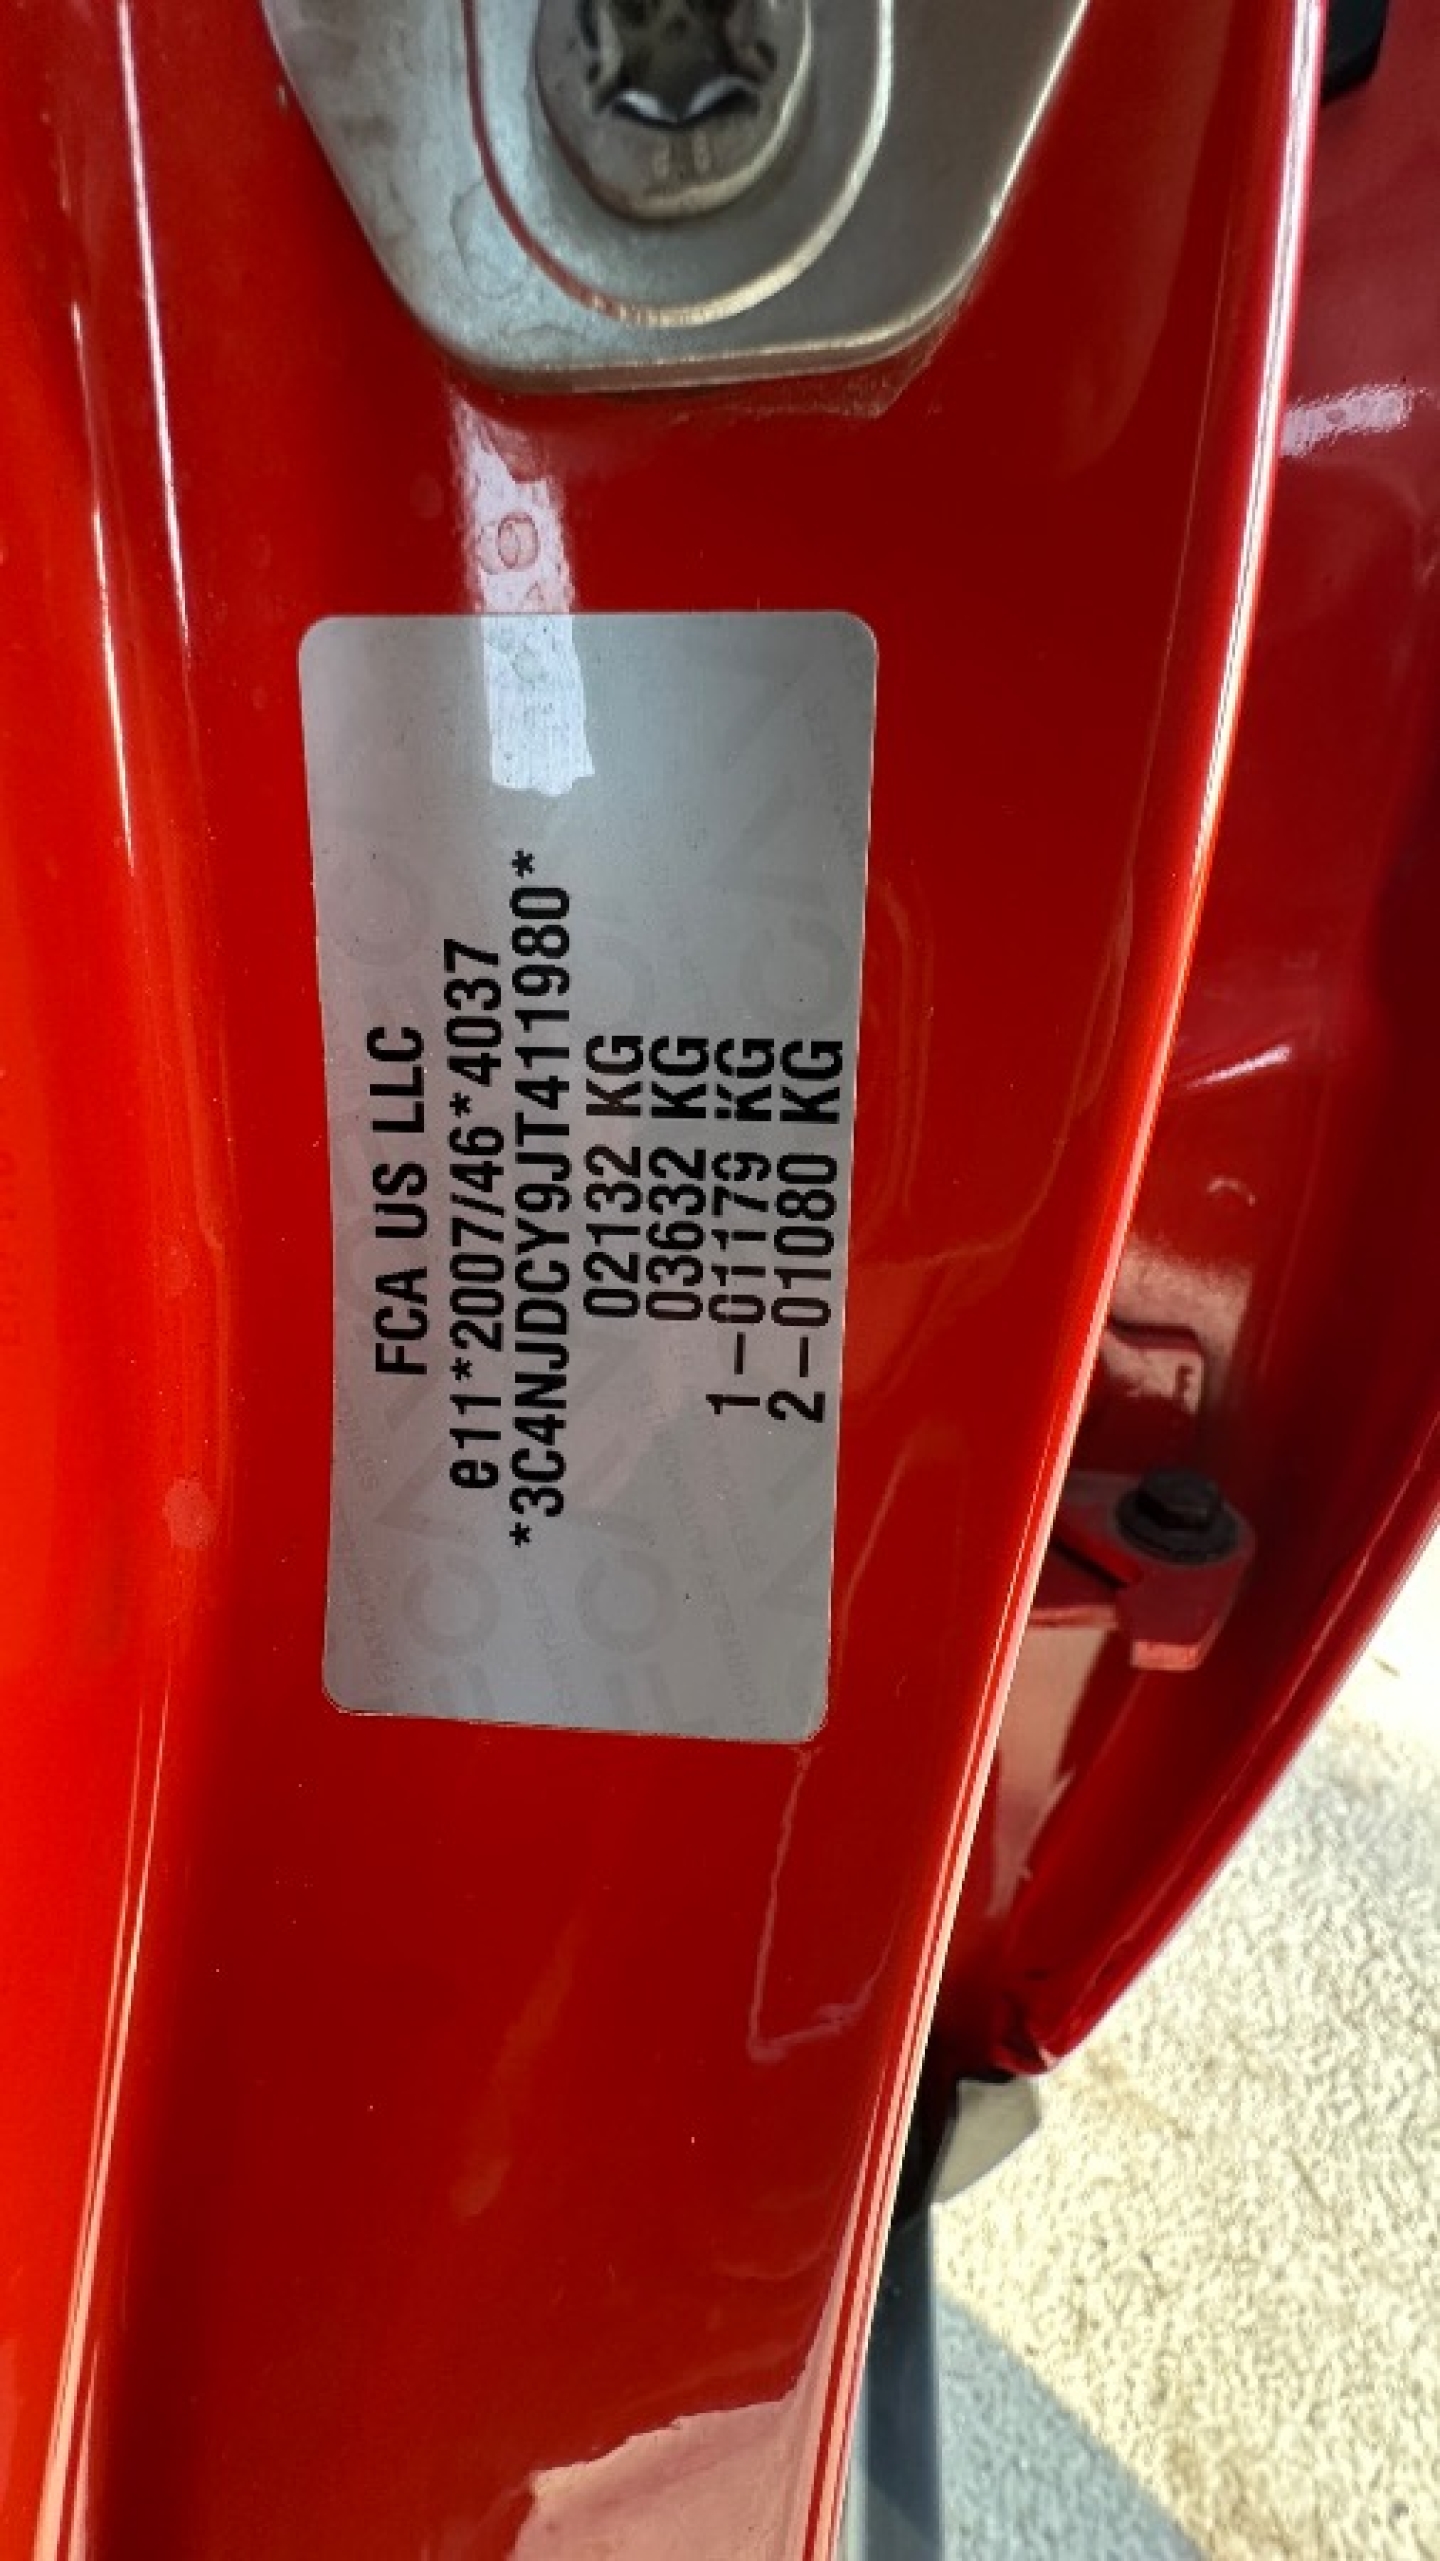 FCA US LLC
e11*2007/46*4037
*3C4NJDCY9JT411980*
02132 KG
03632 KG
1-01179 KG
2-01080 KG